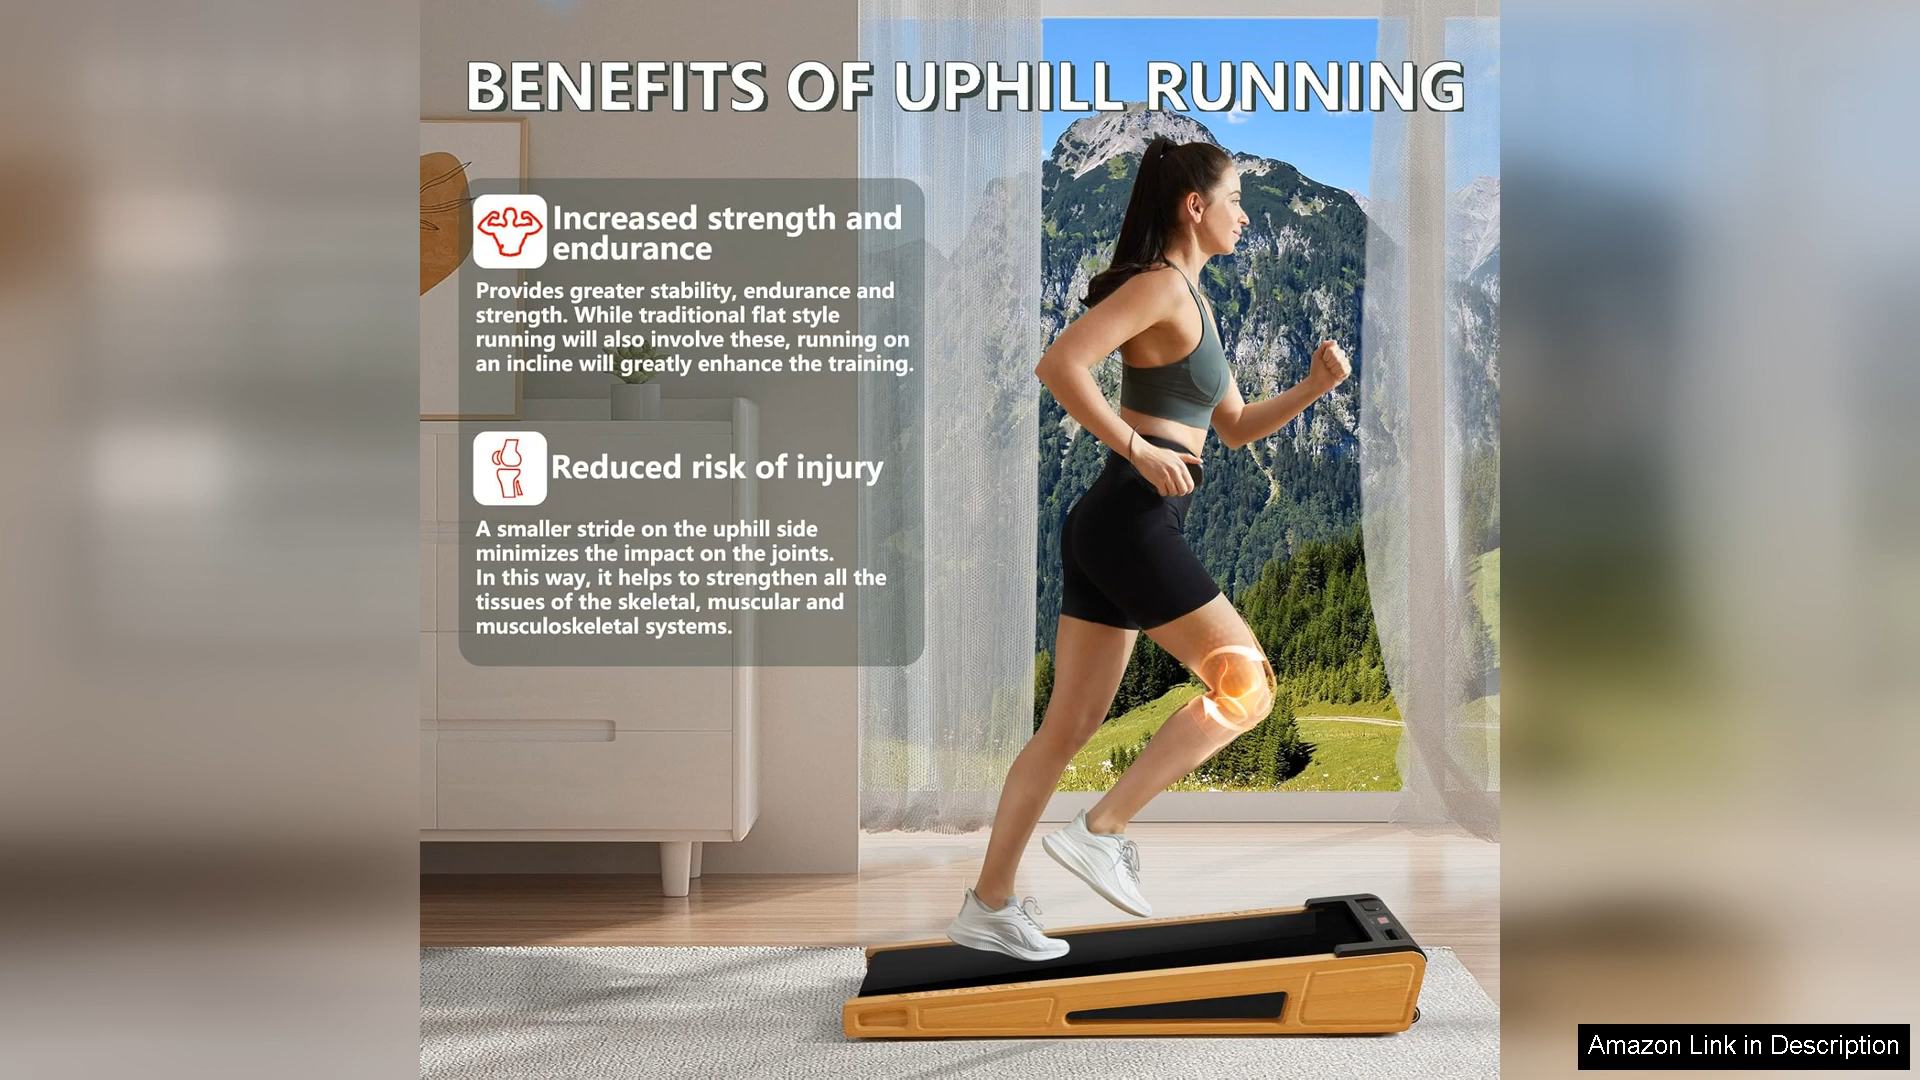 BENEFITS OF UPHILL RUNNING
Increased strength and
endurance
Provides greater stability, endurance and
strength. While traditional flat style
running will also involve these, running on
an incline will greatly enhance the training.
Reduced risk of injury
A smaller stride on the uphill side
minimizes the impact on the joints.
In this way, it helps to strengthen all the
tissues of the skeletal, muscular and
musculoskeletal systems.
Amazon Link in Description